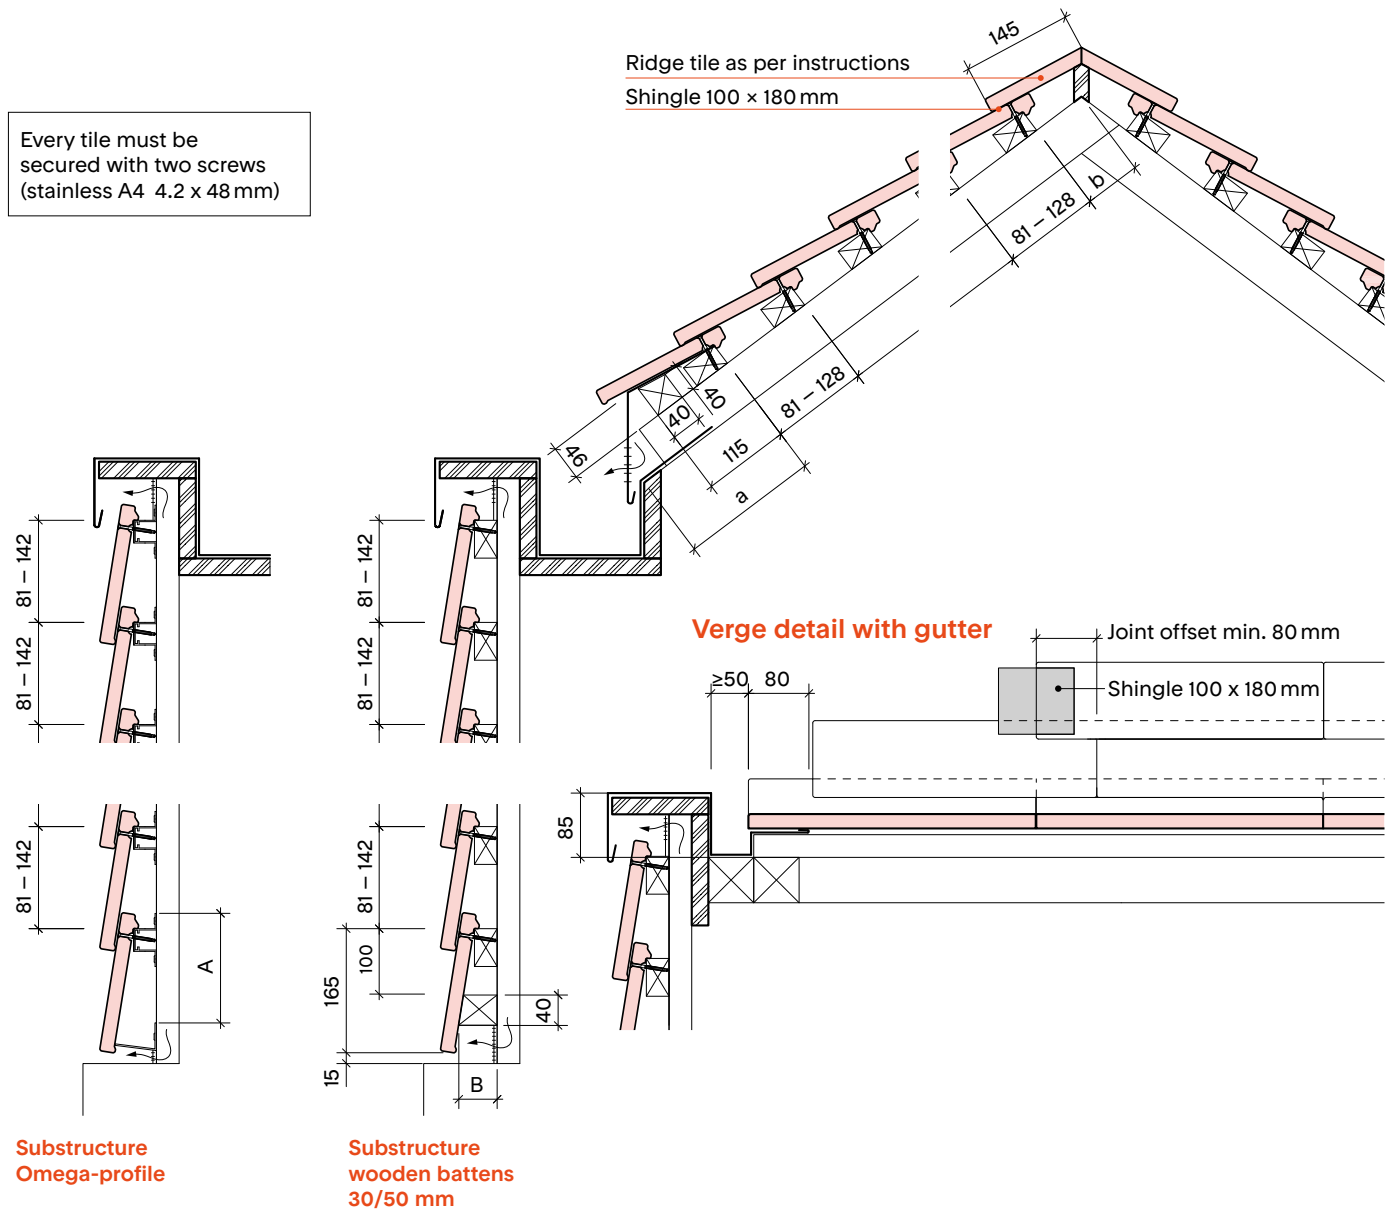 145
Ridge tile as per instructions
Shingle 100 × 180 mm
Every tile must be
secured with two screws
(stainless A4 4.2 x 48 mm)
b
81 – 128
81 – 128
40
40
115
46
a
81 – 142
81 – 142
81 – 142
81 – 142
Verge detail with gutter
Joint offset min. 80 mm
≥50
80
Shingle 100 x 180 mm
85
81 – 142
81 – 142
A
100
165
40
15
B
Substructure
Omega-profile
Substructure
wooden battens
30/50 mm